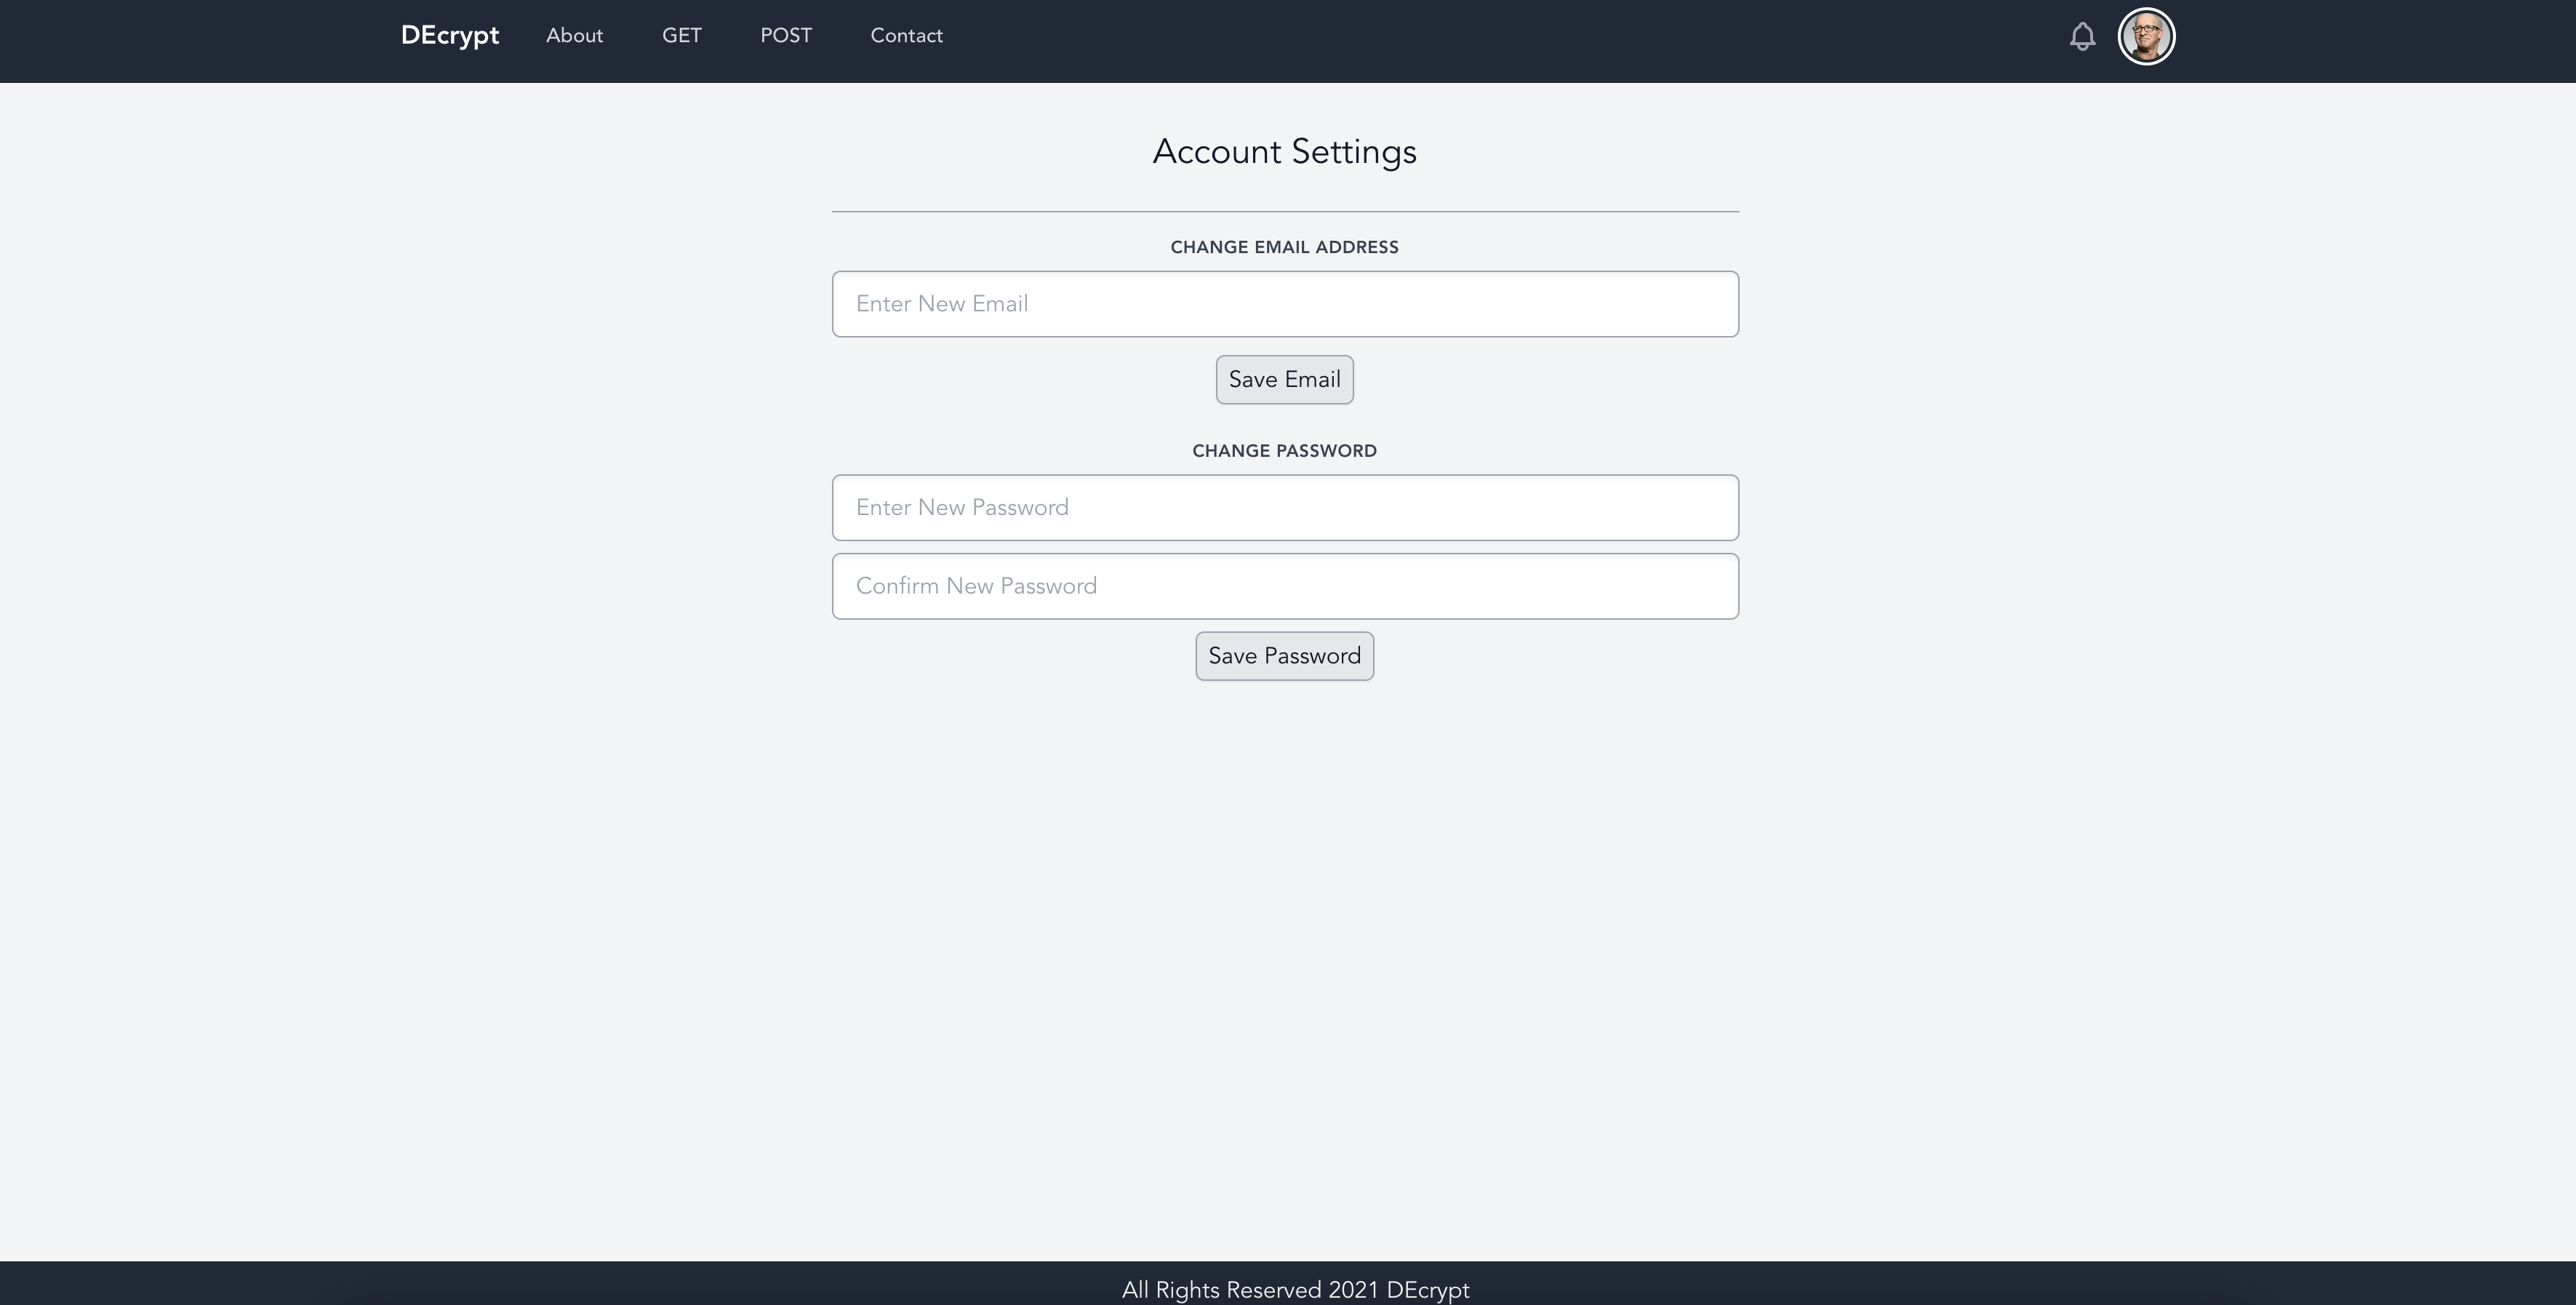 DEcrypt About GET POST Contact
Account Settings
CHANGE EMAIL ADDRESS
Enter New Email
Save Email
CHANGE PASSWORD
Enter New Password
Confirm New Password
Save Password
All Rights Reserved 2021 DEcrypt